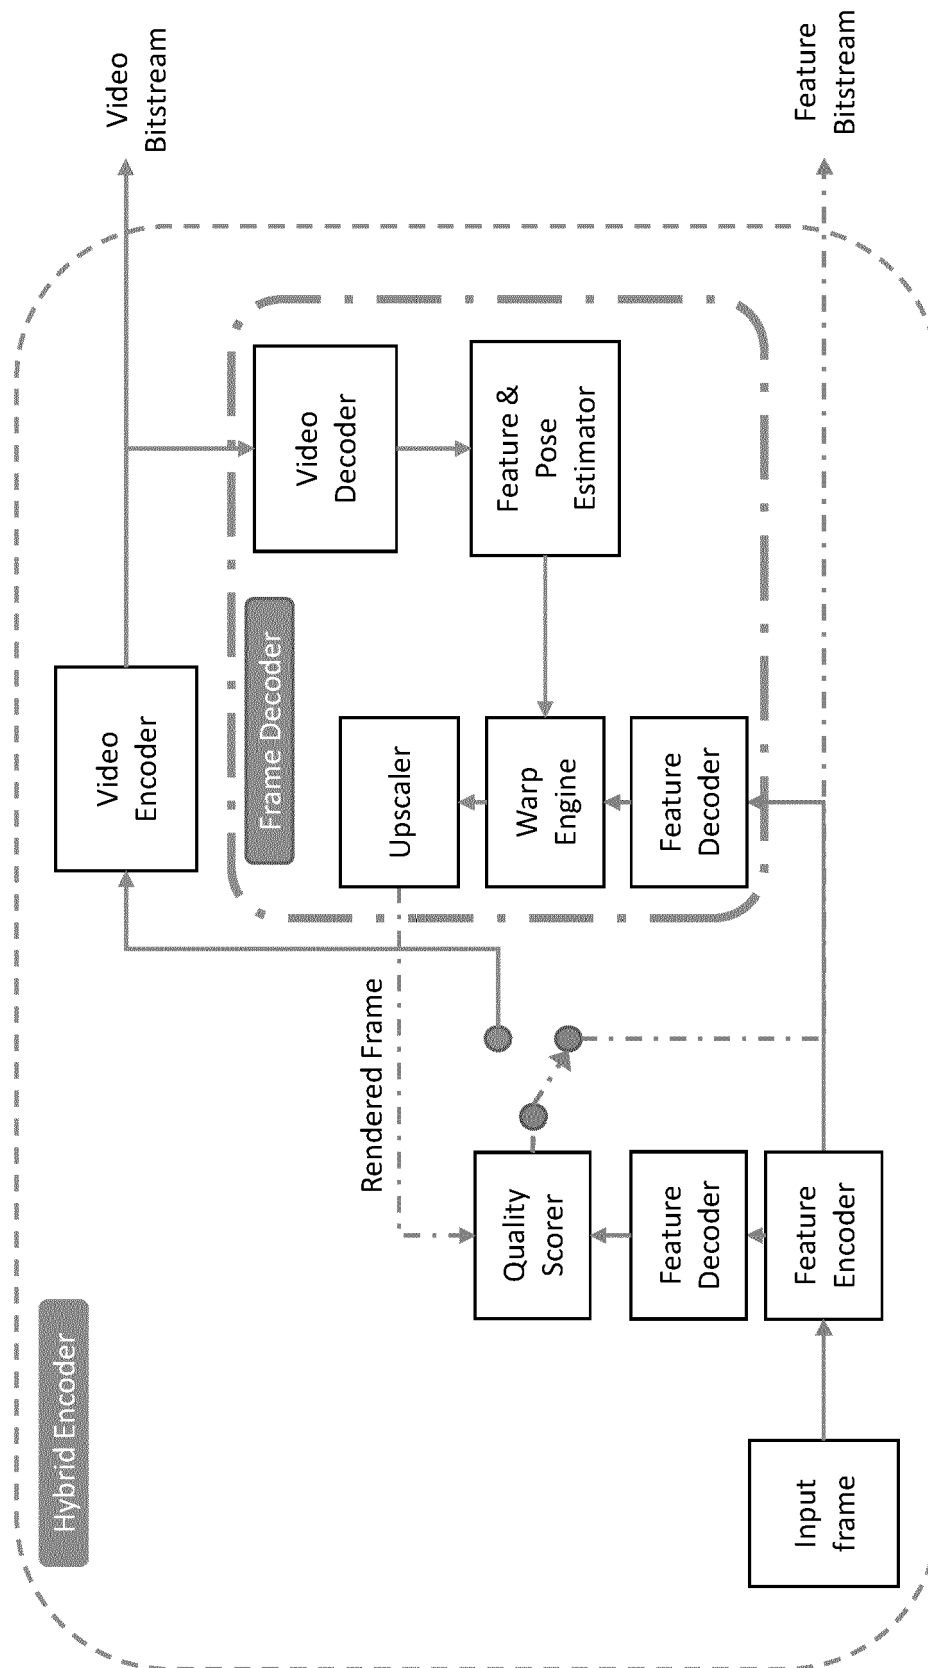 Hybrid Encoder
Video
Encoder
Video
Bitstream
Frame Decoder
Video
Decoder
Upscaler
Rendered Frame
Feature &
Pose
Estimator
Warp
Engine
Quality
Scorer
Feature
Decoder
Feature
Decoder
Input
frame
Feature
Encoder
Feature
Bitstream